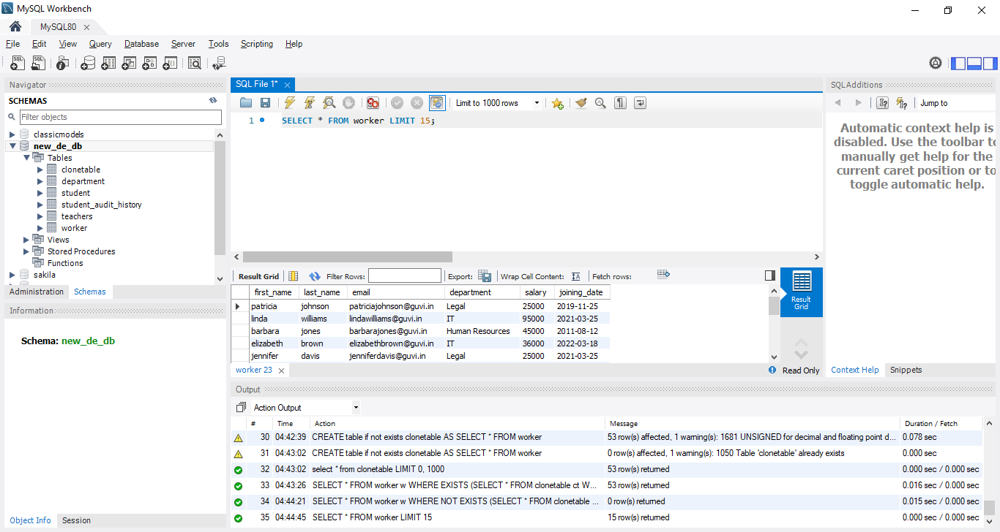 MySQL Workbench
MySQL80
File Edit View Query Database Server Tools Scripting Help
Navigator
SCHEMAS
Filter objects
classicmodels
new_de_db
Tables
clonetable
department
student
student_audit_history
teachers
worker
Views
Stored Procedures
Functions
sakila
Administration Schemas
Information
Schema: new_de_db
Object Info Session
SQL File 1*
Limit to 1000 rows
1 SELECT * FROM worker LIMIT 15;
Result Grid Filter Rows: Export: Wrap Cell Content: Fetch rows:
first_name last_name email department salary joining_date
patricia johnson patriciajohnson@guvi.in Legal 25000 2019-11-25
linda williams lindawilliams@guvi.in IT 95000 2021-03-25
barbara jones barbarajones@guvi.in Human Resources 45000 2011-08-12
elizabeth brown elizabethbrown@guvi.in IT 36000 2022-03-18
jennifer davis jenniferdavis@guvi.in Legal 25000 2021-03-25
Result
Grid
worker 23
Read Only
SQLAdditions
Jump to
Automatic context help is
disabled. Use the toolbar to
manually get help for the
current caret position or to
toggle automatic help.
Context Help Snippets
Output
Action Output
# Time Action Message Duration / Fetch
30 04:42:39 CREATE table if not exists clonetable AS SELECT * FROM worker 53 row(s) affected, 1 warning(s): 1681 UNSIGNED for decimal and floating point d... 0.078 sec
31 04:43:02 CREATE table if not exists clonetable AS SELECT * FROM worker 0 row(s) affected, 1 warning(s): 1050 Table 'clonetable' already exists 0.000 sec
32 04:43:02 select * from clonetable LIMIT 0, 1000 53 row(s) returned 0.000 sec / 0.000 sec
33 04:43:26 SELECT * FROM worker w WHERE EXISTS (SELECT * FROM clonetable ct W... 53 row(s) returned 0.016 sec / 0.000 sec
34 04:44:21 SELECT * FROM worker w WHERE NOT EXISTS (SELECT * FROM clonetable ... 0 row(s) returned 0.015 sec / 0.000 sec
35 04:44:45 SELECT * FROM worker LIMIT 15 15 row(s) returned 0.000 sec / 0.000 sec